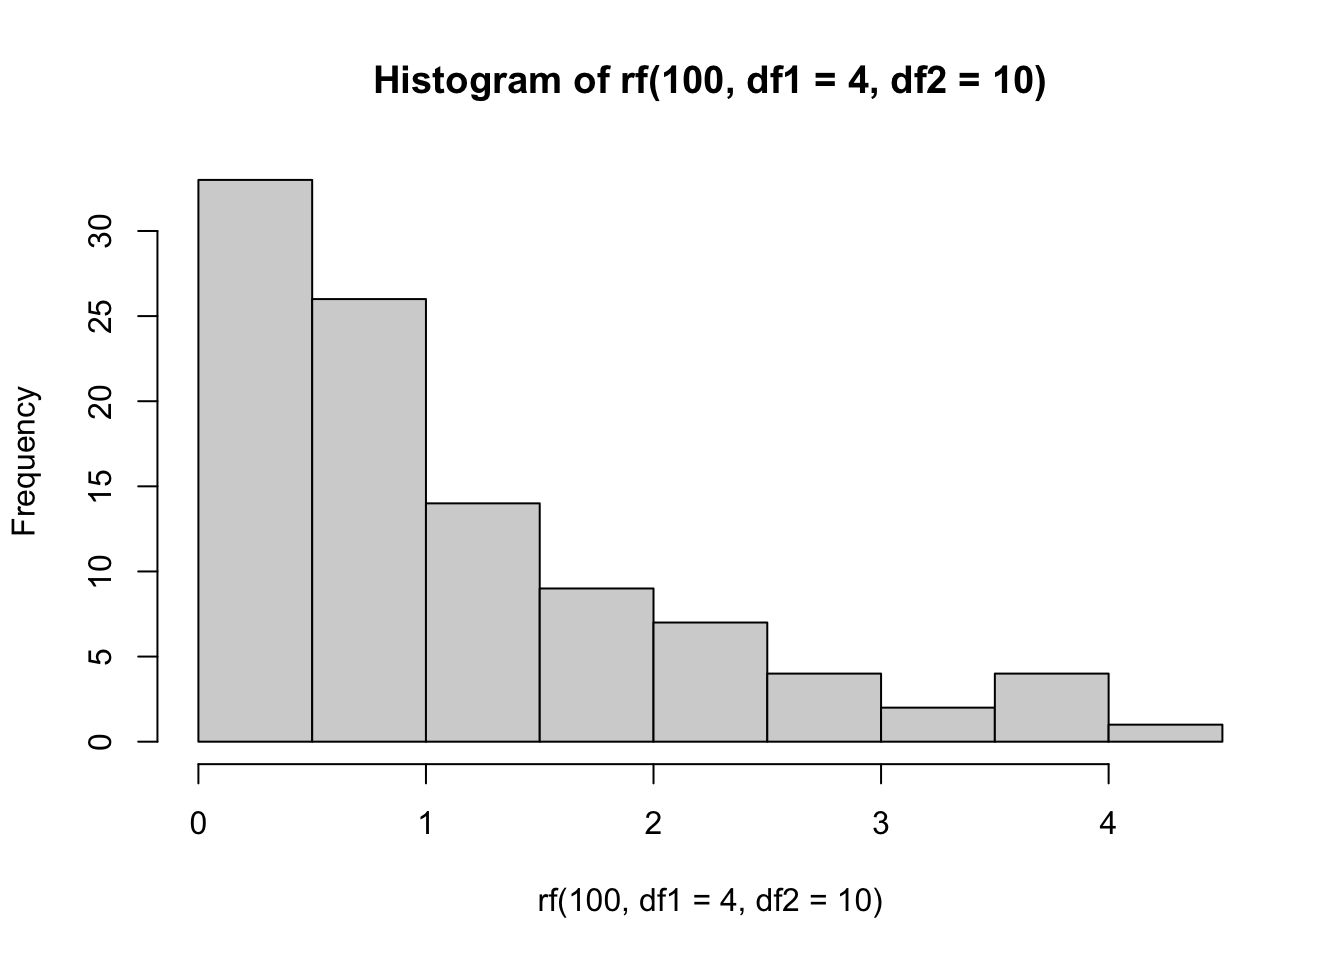 Histogram of rf(100, df1 = 4, df2 = 10)
Frequency
30
25
20
15
10
5
0
0 1 2 3 4
rf(100, df1 = 4, df2 = 10)